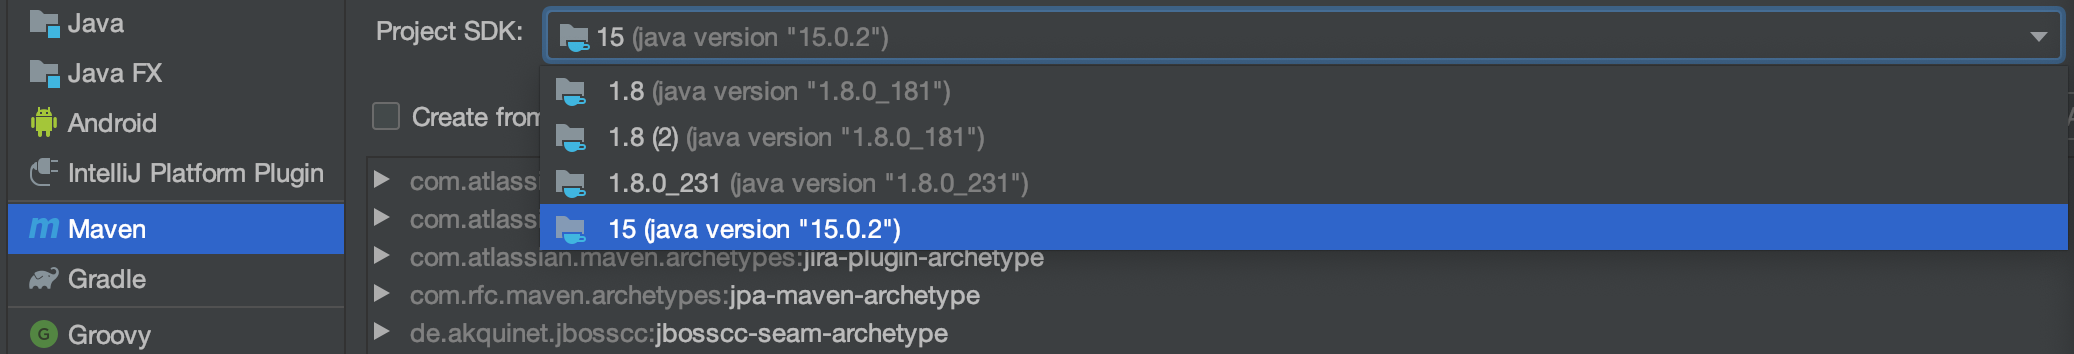 Java
Java FX
Android
IntelliJ Platform Plugin
m Maven
Gradle
G Groovy
Project SDK: 15 (java version "15.0.2")
1.8 (java version "1.8.0_181")
1.8 (2) (java version "1.8.0_181")
1.8.0_231 (java version "1.8.0_231")
15 (java version "15.0.2")
Create from
com.atlassi
com.atlassi
com.atlassian.maven.archetypes:jira-plugin-archetype
com.rfc.maven.archetypes:jpa-maven-archetype
de.akquinet.jbosscc:jbosscc-seam-archetype